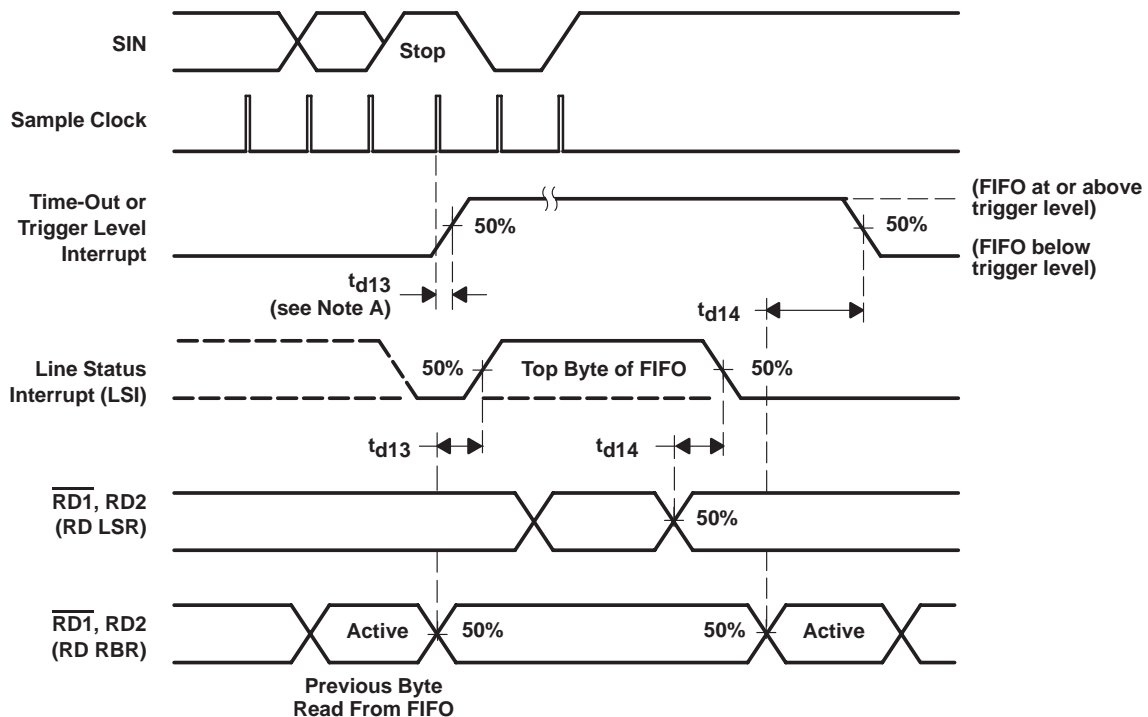 SIN
Stop
Sample Clock
Time-Out or
Trigger Level
Interrupt
50%
50%
(FIFO at or above
trigger level)
(FIFO below
trigger level)
td13
(see Note A)
td14
Line Status
Interrupt (LSI)
50%
Top Byte of FIFO
50%
td13
td14
RD1, RD2
(RD LSR)
50%
RD1, RD2
(RD RBR)
Active
50%
50%
Active
Previous Byte
Read From FIFO